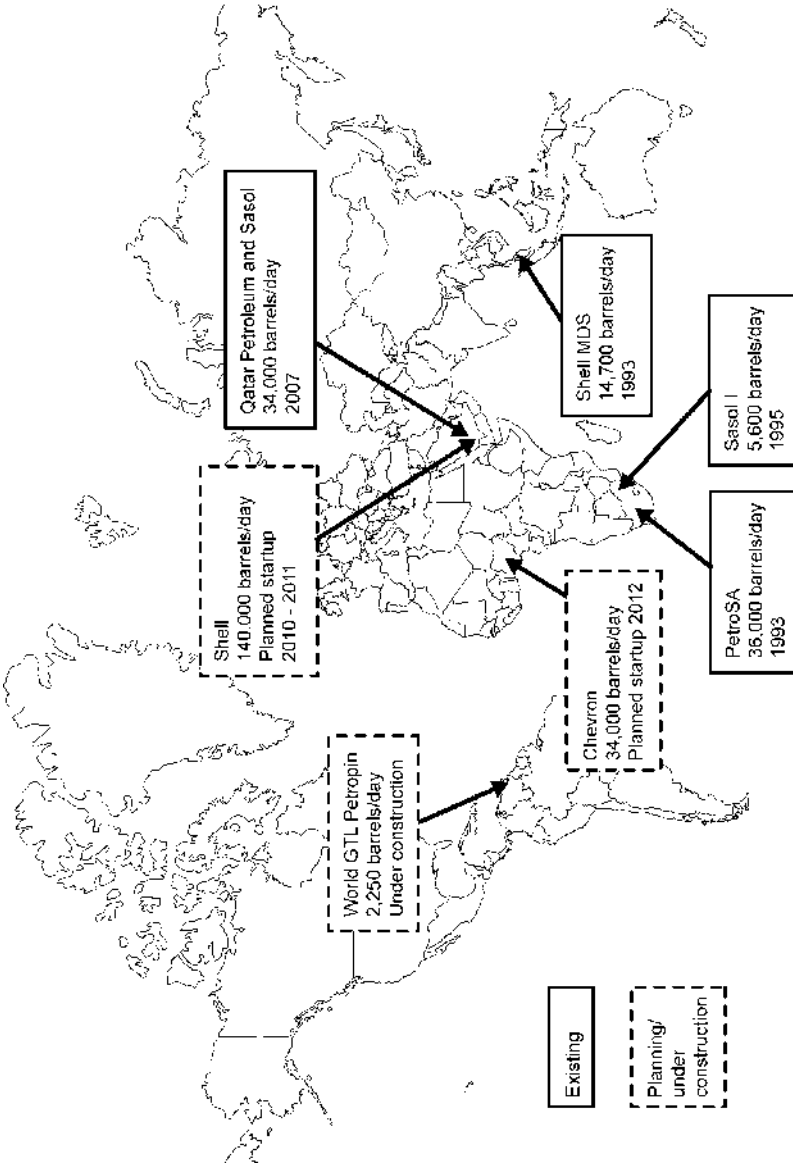 Shell
140,000 barrels/day
Planned startup
2010 - 2011
Qatar Petroleum and Sasol
34,000 barrels/day
2007
World GTL Petropin
2,250 barrels/day
Under construction
Chevron
34,000 barrels/day
Planned startup 2012
Shell MDS
14,700 barrels/day
1993
Existing
Planning/
under
construction
PetroSA
36,000 barrels/day
1993
Sasol I
5,600 barrels/day
1995